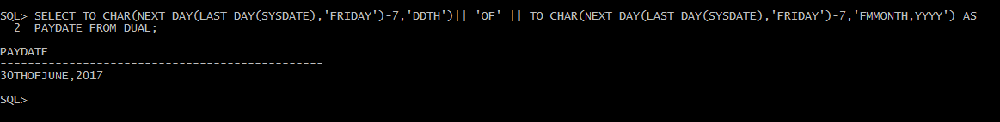 SQL> SELECT TO_CHAR(NEXT_DAY(LAST_DAY(SYSDATE),'FRIDAY')-7,'DDTH')|| 'OF' || TO_CHAR(NEXT_DAY(LAST_DAY(SYSDATE),'FRIDAY')-7,'FMMONTH,YYYY') AS
2 PAYDATE FROM DUAL;
PAYDATE
-----------------------------------------------
30THOFJUNE,2017
SQL>